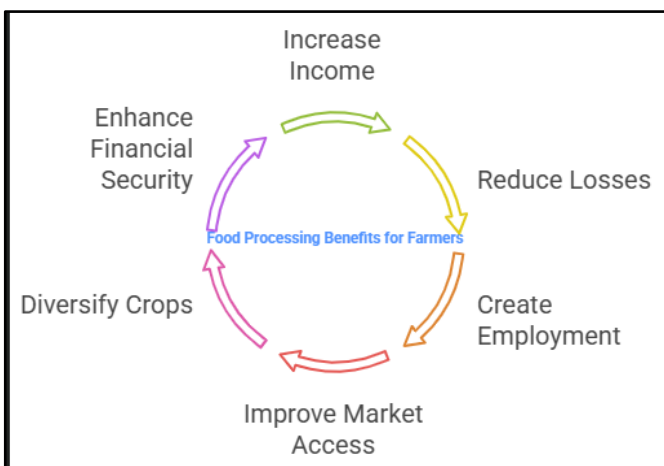 Increase
Income
Enhance
Financial
Security
Reduce Losses
Food Processing Benefits for Farmers
Diversify Crops
Create
Employment
Improve Market
Access